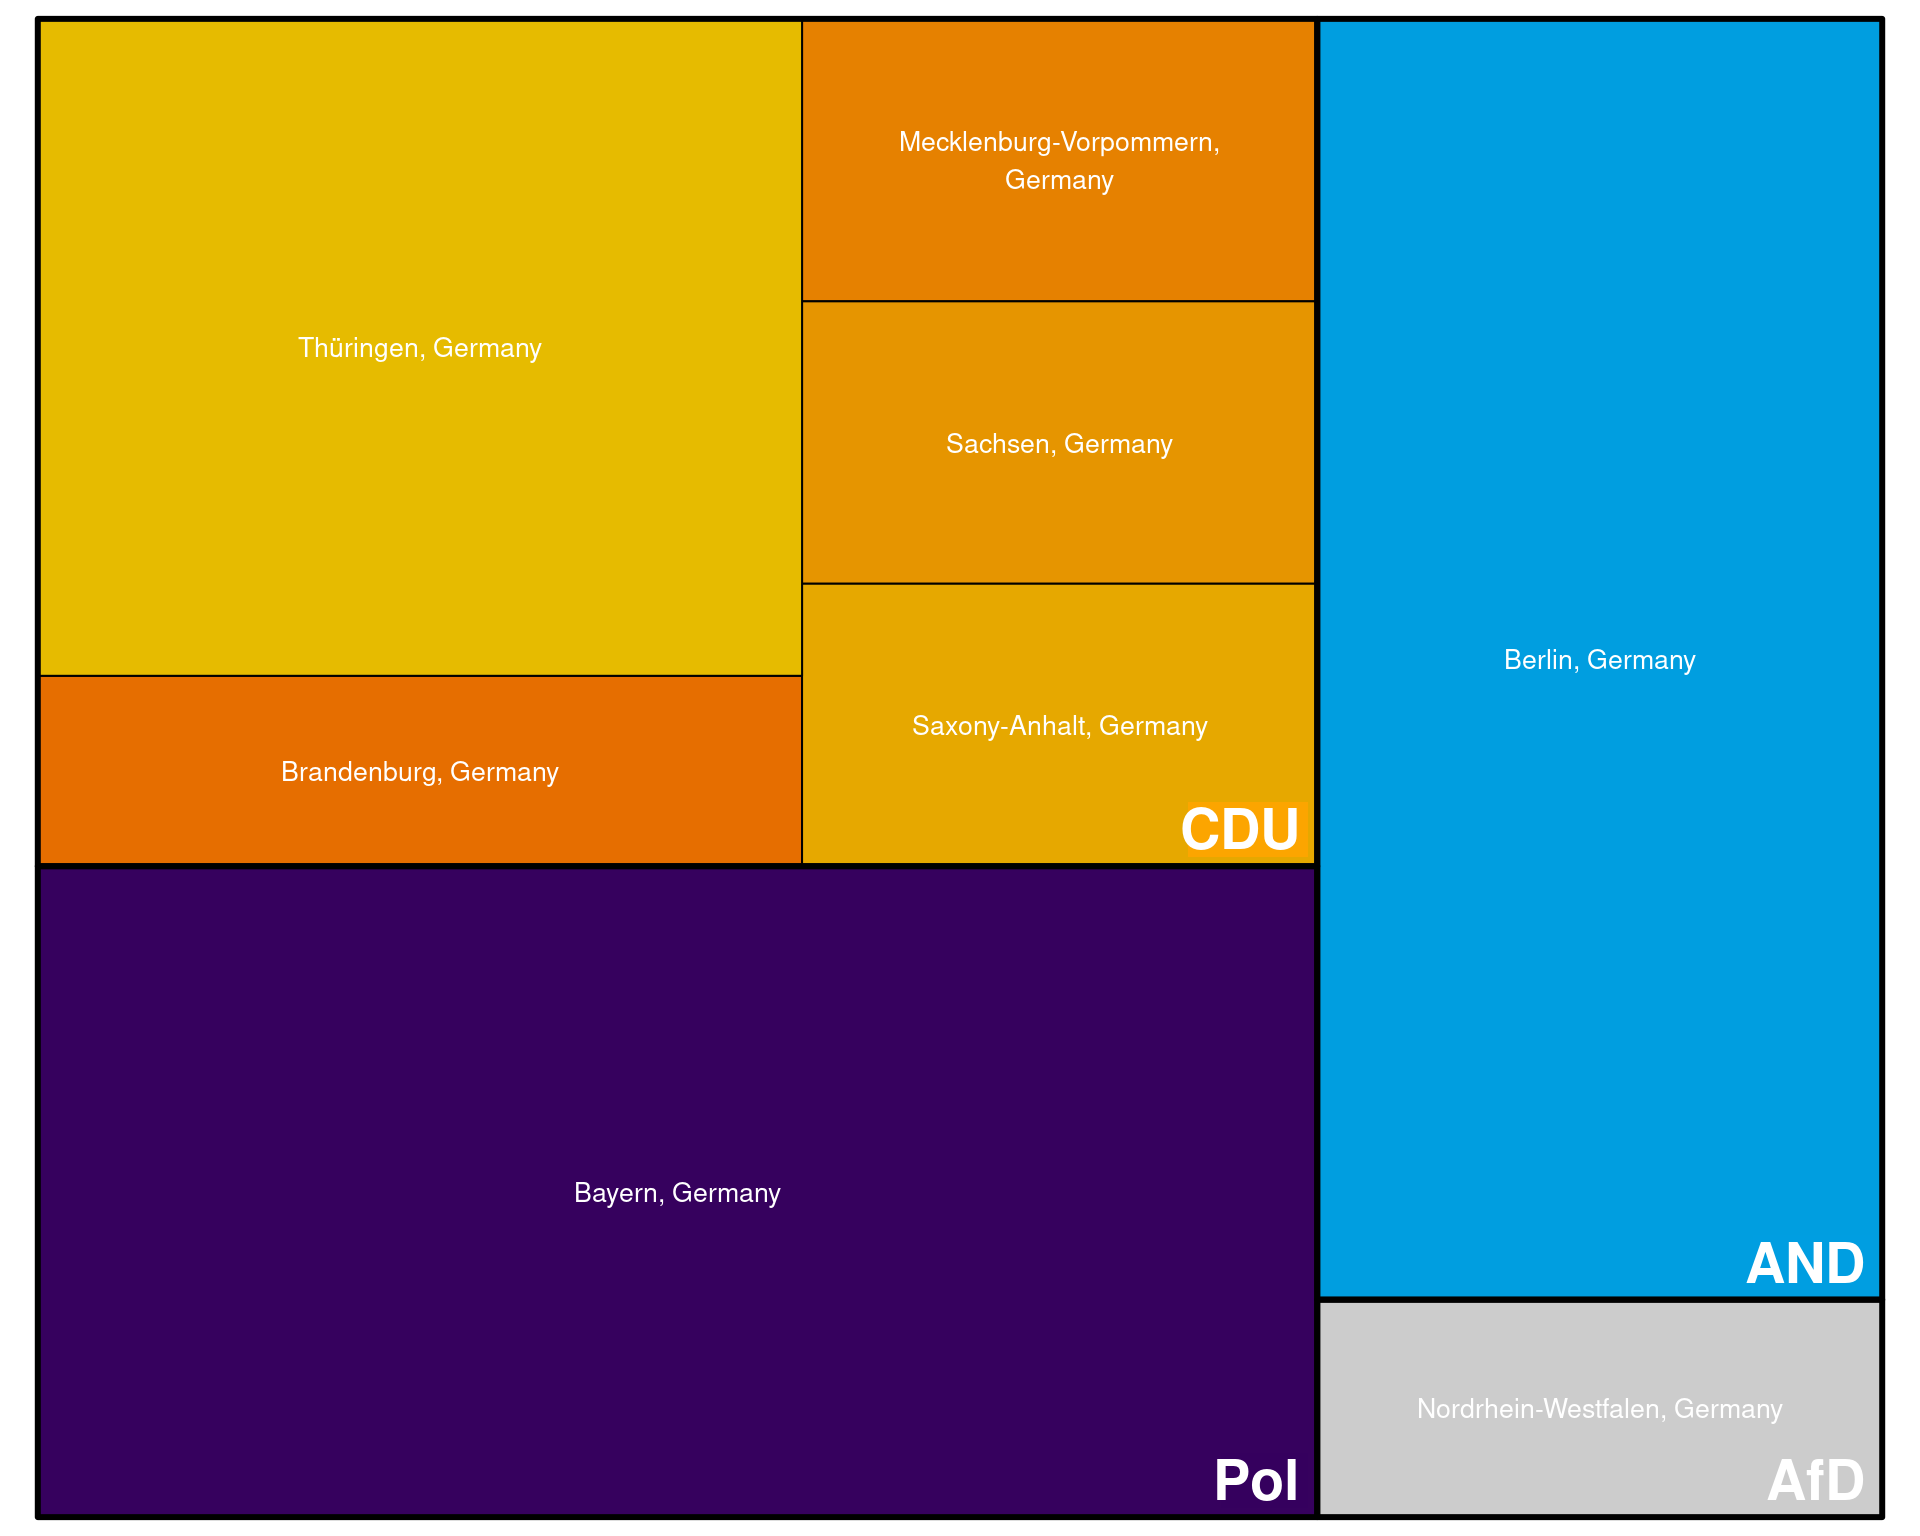 Thüringen, Germany
Mecklenburg-Vorpommern,
Germany
Sachsen, Germany
Saxony-Anhalt, Germany
Brandenburg, Germany
CDU
Berlin, Germany
AND
Bayern, Germany
Pol
Nordrhein-Westfalen, Germany
AfD